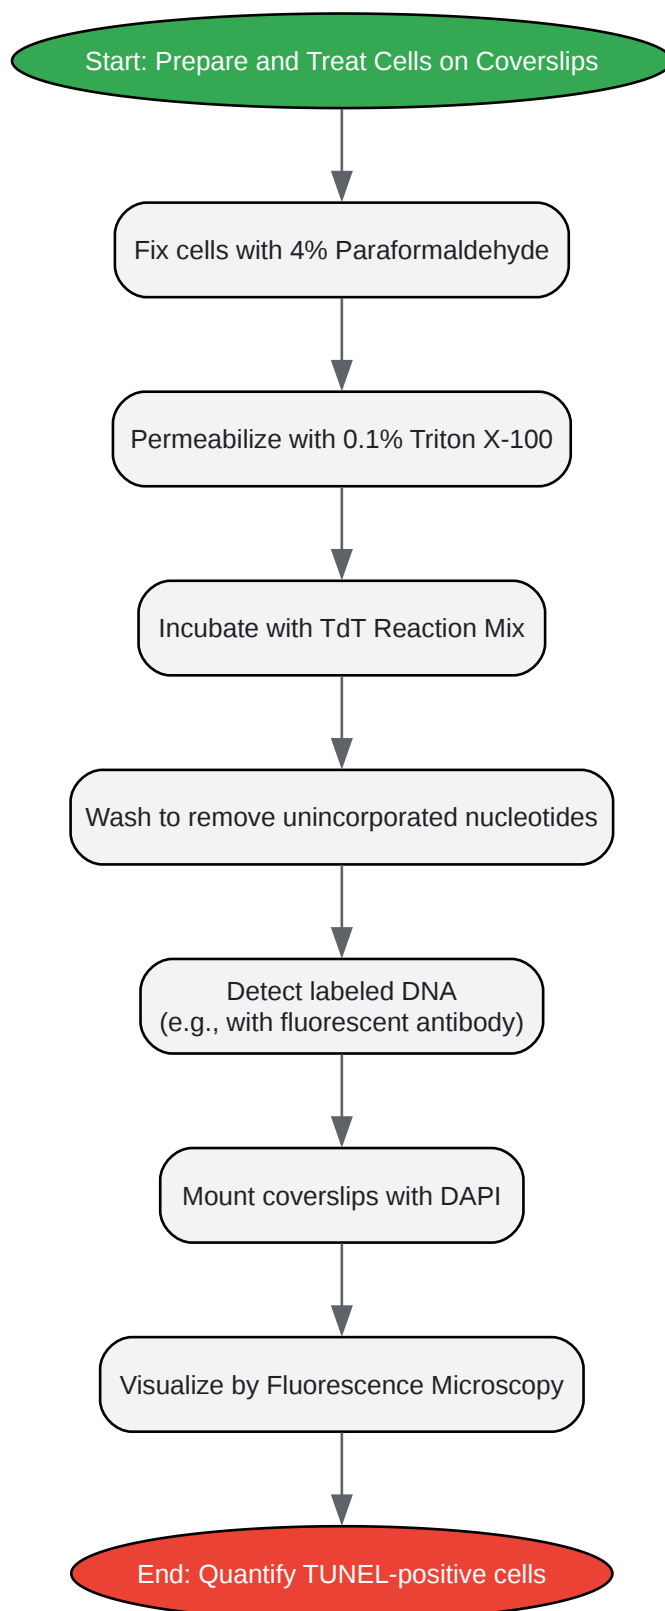 Start: Prepare and Treat Cells on Coverslips
Fix cells with 4% Paraformaldehyde
Permeabilize with 0.1% Triton X-100
Incubate with TdT Reaction Mix
Wash to remove unincorporated nucleotides
Detect labeled DNA
(e.g., with fluorescent antibody)
Mount coverslips with DAPI
Visualize by Fluorescence Microscopy
End: Quantify TUNEL-positive cells